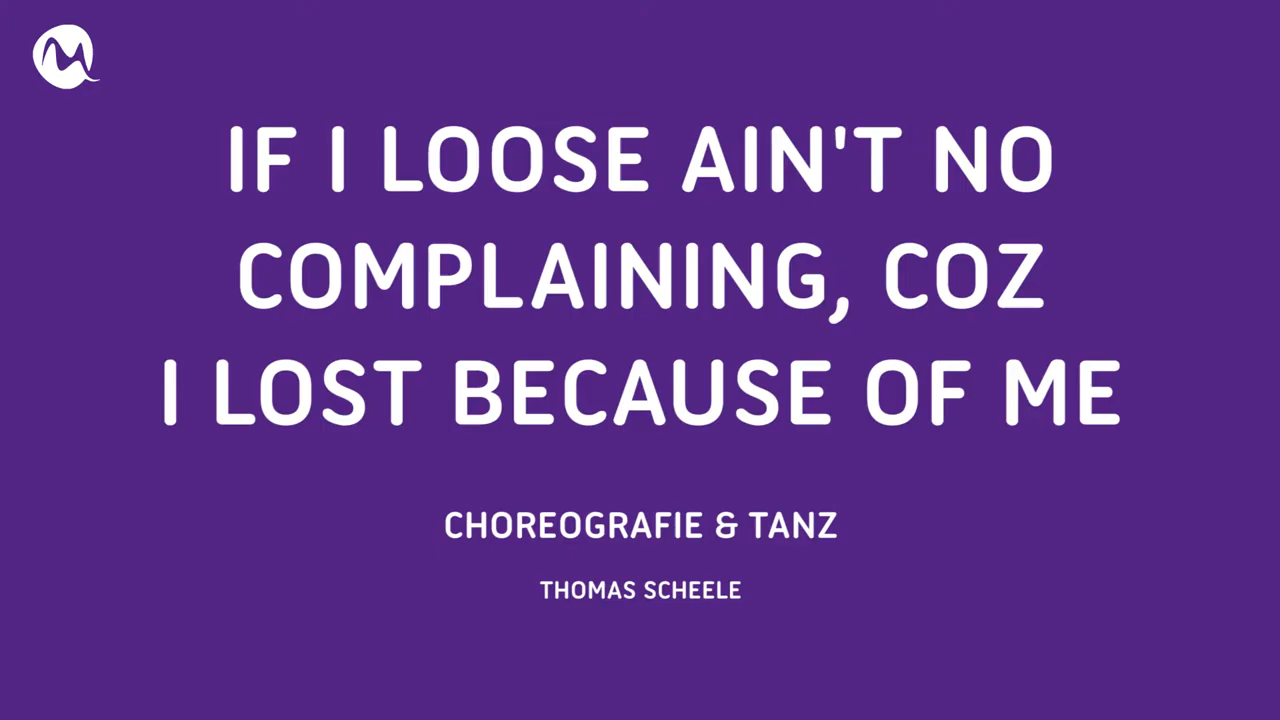 IF I LOOSE AIN'T NO
COMPLAINING, COZ
I LOST BECAUSE OF ME
CHOREOGRAFIE & TANZ
THOMAS SCHEELE